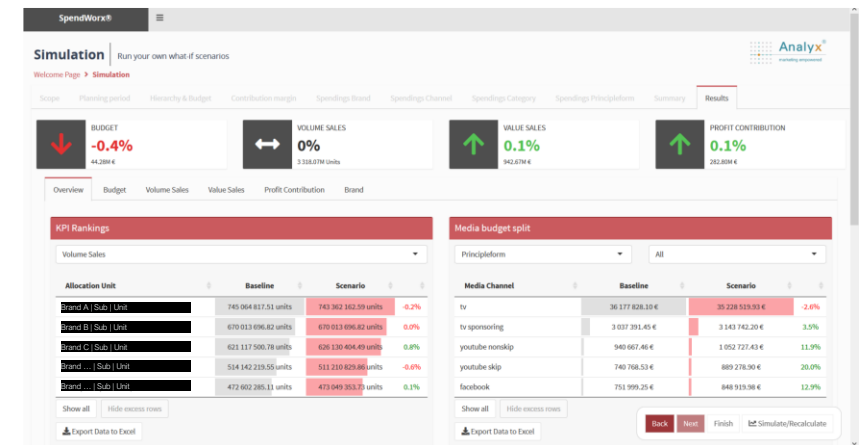 SpendWorx®
Simulation Run your own what-if scenarios
Analyx®
marketing empowered
Welcome Page > Simulation
Scope Planning period Hierarchy & Budget Contribution margin Spendings Brand Spendings Channel Spendings Category Spendings Principleform Summary Results
BUDGET
-0.4%
44.28M €
VOLUME SALES
0%
3 318.07M Units
VALUE SALES
0.1%
942.67M €
PROFIT CONTRIBUTION
0.1%
282.80M €
Overview Budget Volume Sales Value Sales Profit Contribution Brand
KPI Rankings
Volume Sales
Allocation Unit Baseline Scenario
Brand A | Sub | Unit 745 064 817.51 units 743 362 162.59 units -0.2%
Brand B | Sub | Unit 670 013 696.82 units 670 013 696.82 units 0.0%
Brand C | Sub | Unit 621 117 500.78 units 626 130 404.49 units 0.8%
Brand ... | Sub | Unit 514 142 219.55 units 511 210 829.86 units -0.6%
Brand ... | Sub | Unit 472 602 285.11 units 473 049 353.73 units 0.1%
Show all Hide excess rows
Export Data to Excel
Media budget split
Principleform All
Media Channel Baseline Scenario
tv 36 177 828.10 € 35 228 519.93 € -2.6%
tv sponsoring 3 037 391.45 € 3 143 742.20 € 3.5%
youtube nonskip 940 667.46 € 1 052 727.43 € 11.9%
youtube skip 740 768.53 € 889 278.90 € 20.0%
facebook 751 999.25 € 848 919.98 € 12.9%
Show all Hide excess rows
Export Data to Excel
Back Next Finish Simulate/Recalculate